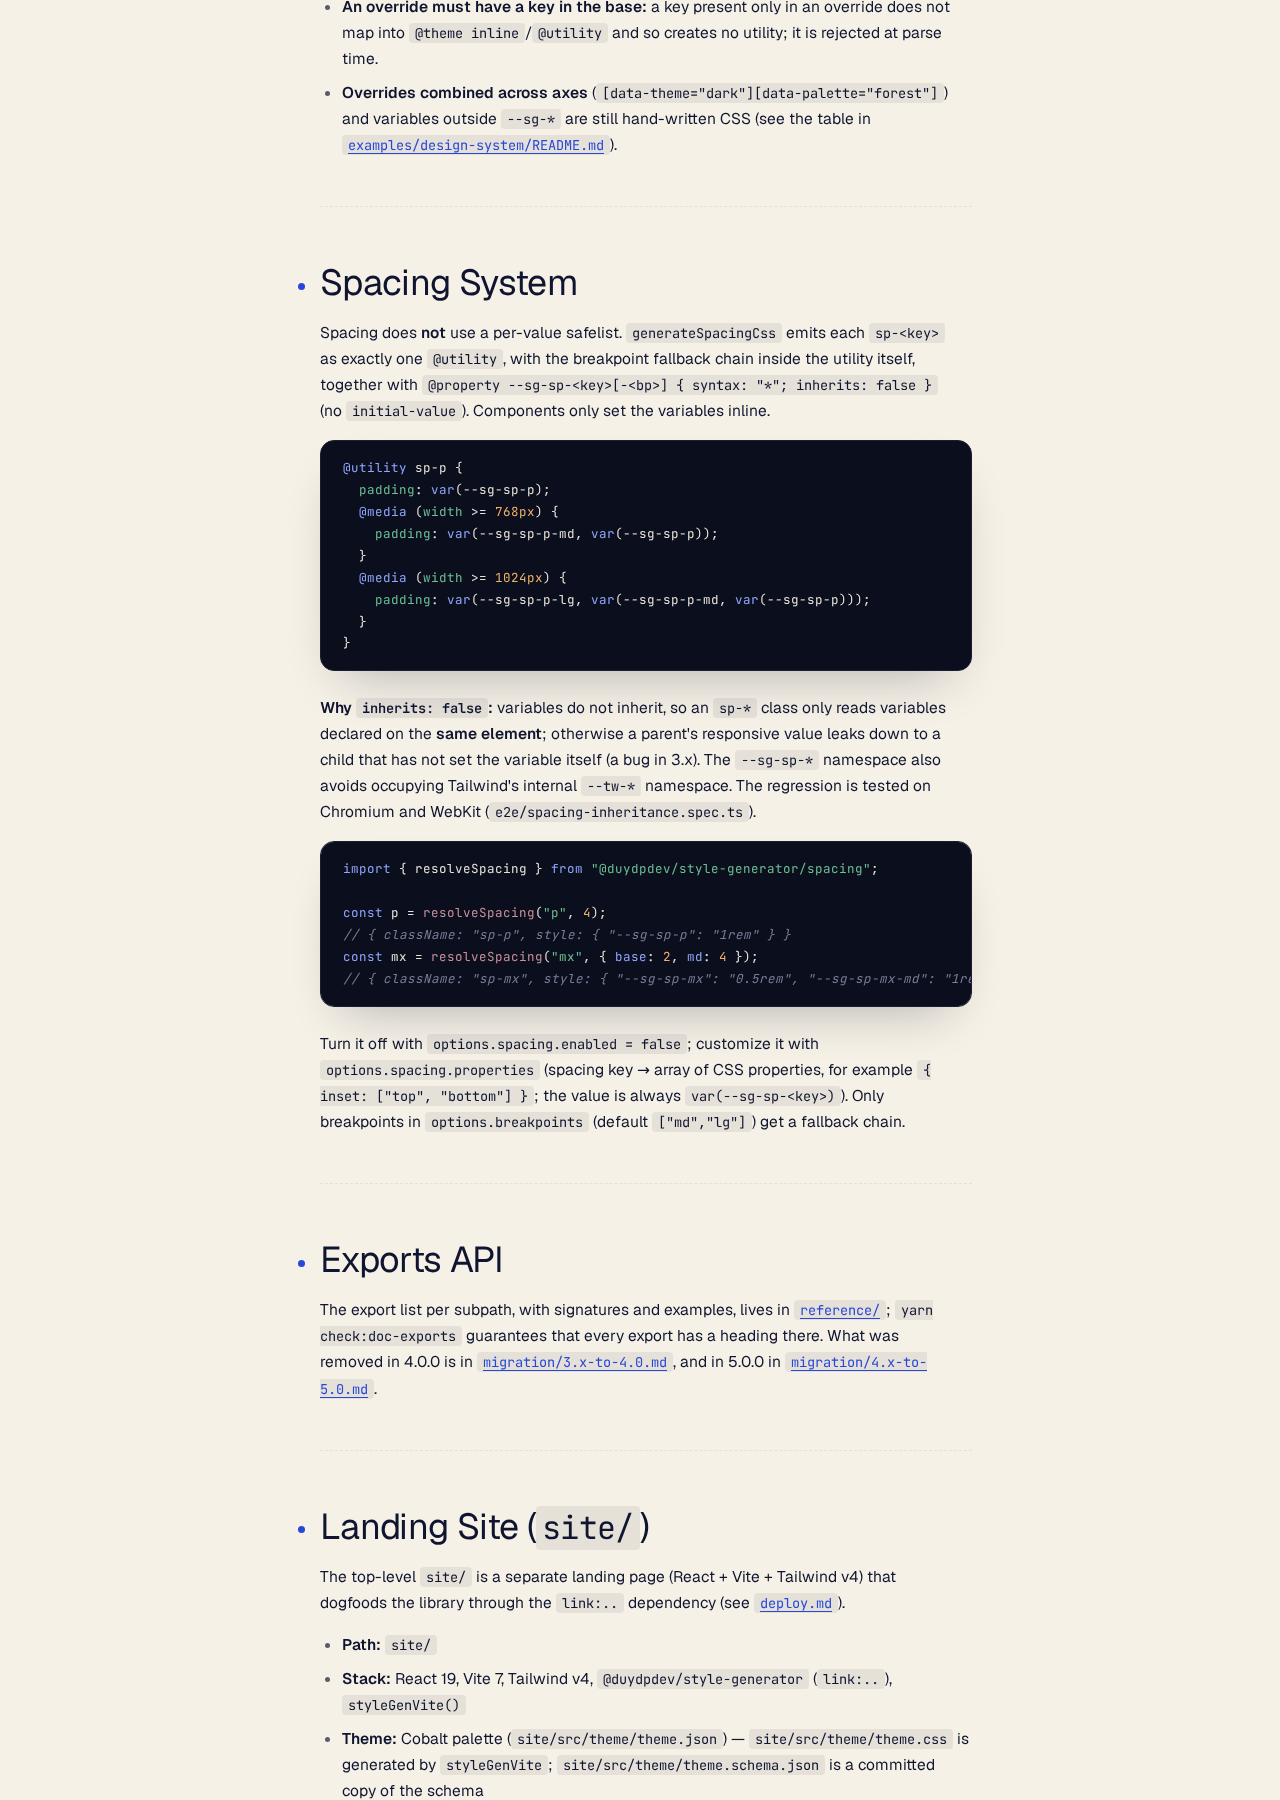 An override must have a key in the base: a key present only in an override does not
map into @theme inline/@utility and so creates no utility; it is rejected at parse
time.
Overrides combined across axes ([data-theme="dark"][data-palette="forest"])
and variables outside --sg-* are still hand-written CSS (see the table in
examples/design-system/README.md).
Spacing System
Spacing does not use a per-value safelist. generateSpacingCss emits each sp-<key>
as exactly one @utility, with the breakpoint fallback chain inside the utility itself,
together with @property --sg-sp-<key>[-<bp>] { syntax: "*"; inherits: false }
(no initial-value). Components only set the variables inline.
@utility sp-p {
  padding: var(--sg-sp-p);
  @media (width >= 768px) {
    padding: var(--sg-sp-p-md, var(--sg-sp-p));
  }
  @media (width >= 1024px) {
    padding: var(--sg-sp-p-lg, var(--sg-sp-p-md, var(--sg-sp-p)));
  }
}
Why inherits: false: variables do not inherit, so an sp-* class only reads variables
declared on the same element; otherwise a parent's responsive value leaks down to a
child that has not set the variable itself (a bug in 3.x). The --sg-sp-* namespace also
avoids occupying Tailwind's internal --tw-* namespace. The regression is tested on
Chromium and WebKit (e2e/spacing-inheritance.spec.ts).
import { resolveSpacing } from "@duydpdev/style-generator/spacing";
const p = resolveSpacing("p", 4);
// { className: "sp-p", style: { "--sg-sp-p": "1rem" } }
const mx = resolveSpacing("mx", { base: 2, md: 4 });
// { className: "sp-mx", style: { "--sg-sp-mx": "0.5rem", "--sg-sp-mx-md":
Turn it off with options.spacing.enabled = false; customize it with
options.spacing.properties (spacing key → array of CSS properties, for example {
inset: ["top", "bottom"] }; the value is always var(--sg-sp-<key>)). Only
breakpoints in options.breakpoints (default ["md","lg"]) get a fallback chain.
Exports API
The export list per subpath, with signatures and examples, lives in reference/; yarn
check:doc-exports guarantees that every export has a heading there. What was
removed in 4.0.0 is in migration/3.x-to-4.0.md, and in 5.0.0 in migration/4.x-to-
5.0.md.
Landing Site (site/)
The top-level site/ is a separate landing page (React + Vite + Tailwind v4) that
dogfoods the library through the link:.. dependency (see deploy.md).
Path: site/
Stack: React 19, Vite 7, Tailwind v4, @duydpdev/style-generator (link:..),
styleGenVite()
Theme: Cobalt palette (site/src/theme/theme.json) — site/src/theme/theme.css is
generated by styleGenVite; site/src/theme/theme.schema.json is a committed
copy of the schema